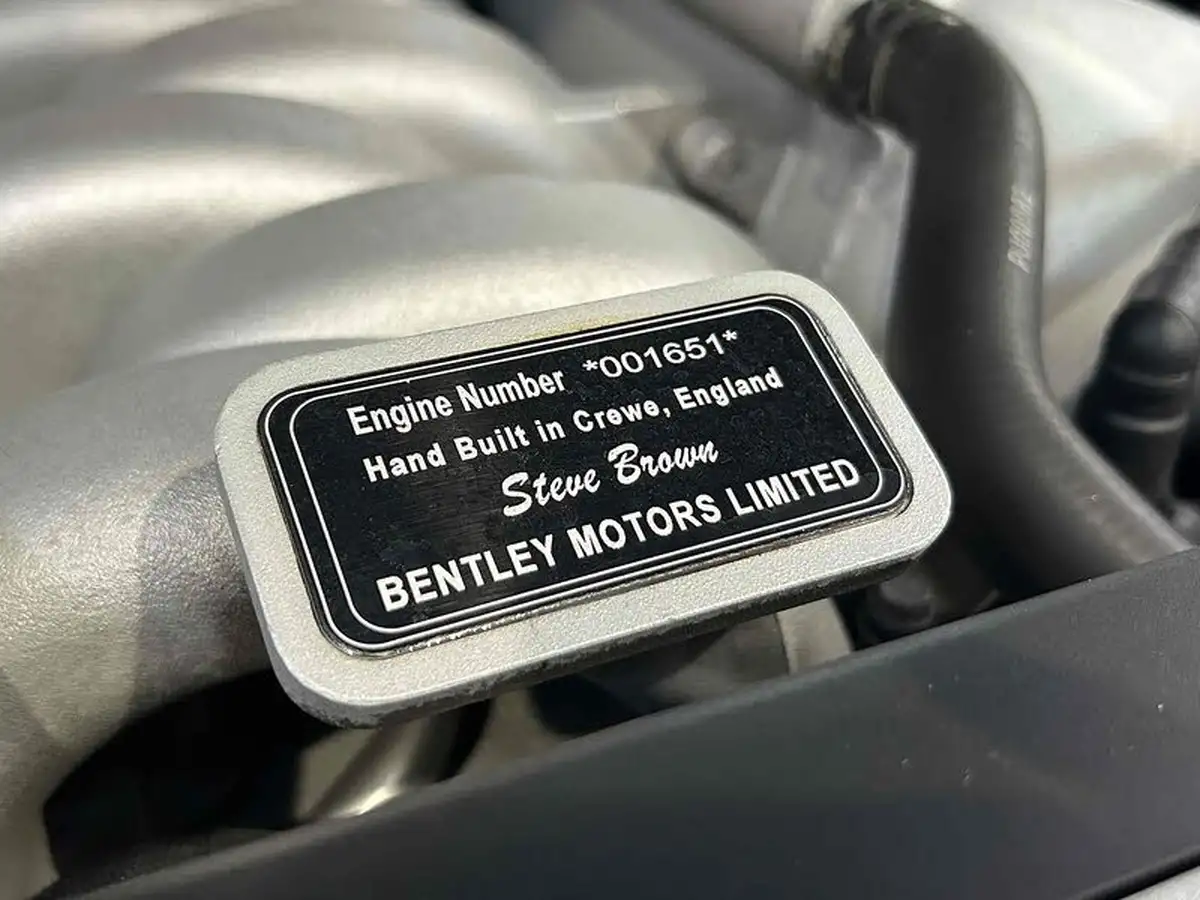 Engine Number *001651*
Hand Built in Crewe, England
Steve Brown
BENTLEY MOTORS LIMITED